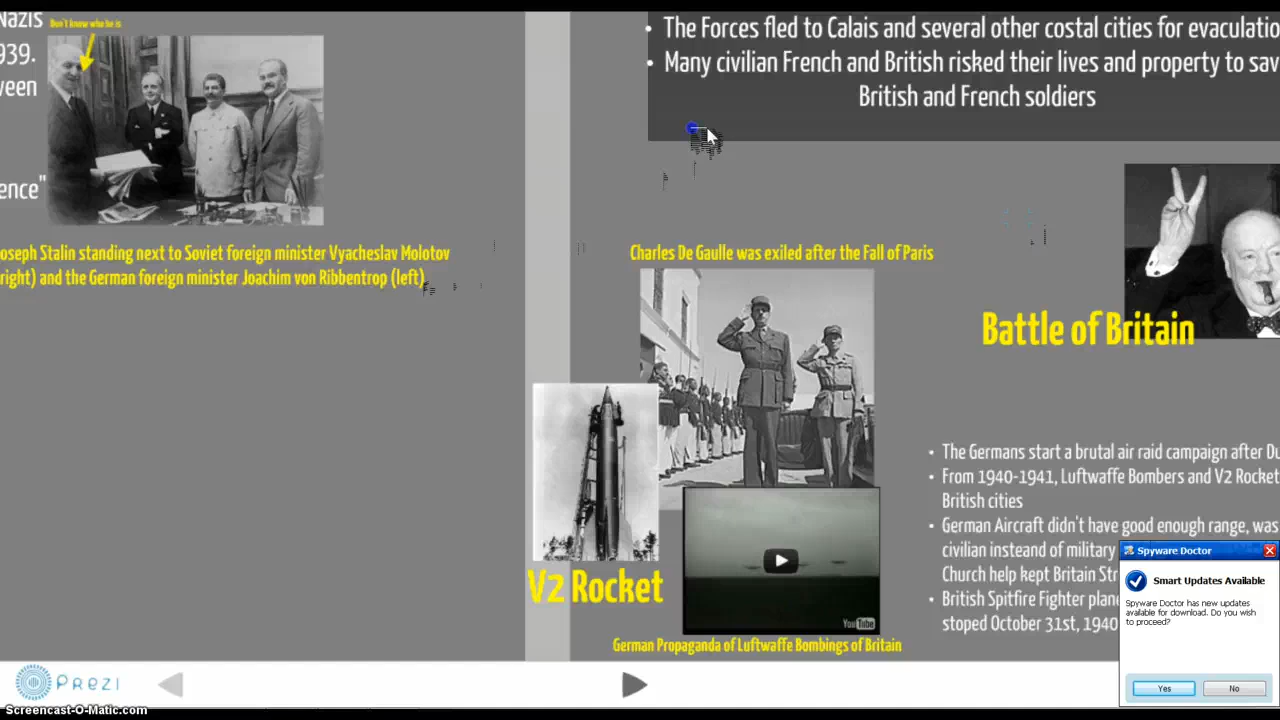 Nazis
Don't know who he is
939.
ween
ence"
oseph Stalin standing next to Soviet foreign minister Vyacheslav Molotov
right) and the German foreign minister Joachim von Ribbentrop (left)
• The Forces fled to Calais and several other costal cities for evacuatio
• Many civilian French and British risked their lives and property to sav
British and French soldiers
Charles De Gaulle was exiled after the Fall of Paris
Battle of Britain
V2 Rocket
YouTube
German Propaganda of Luftwaffe Bombings of Britain
• The Germans start a brutal air raid campaign after Du
• From 1940-1941, Luftwaffe Bombers and V2 Rocket
British cities
• German Aircraft didn't have good enough range, was
civilian insteand of military
Church help kept Britain Str
• British Spitfire Fighter plane
stoped October 31st, 1940
Spyware Doctor
Smart Updates Available
Spyware Doctor has new updates
available for download. Do you wish
to proceed?
Yes
No
Prezi
Screencast-O-Matic.com